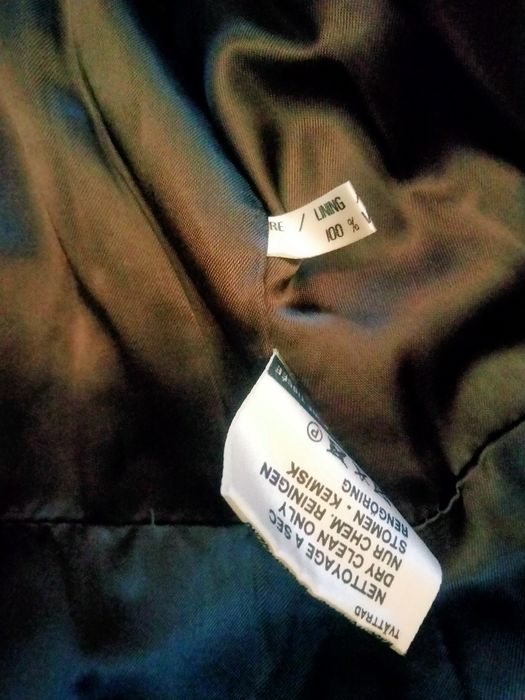 RE / LINING
100 %
P
NETTOYAGE A SEC
DRY CLEAN ONLY
NUR CHEM. REINIGEN
STOMEN · KEMISK
RENGÖRING
TVÄTTRAD